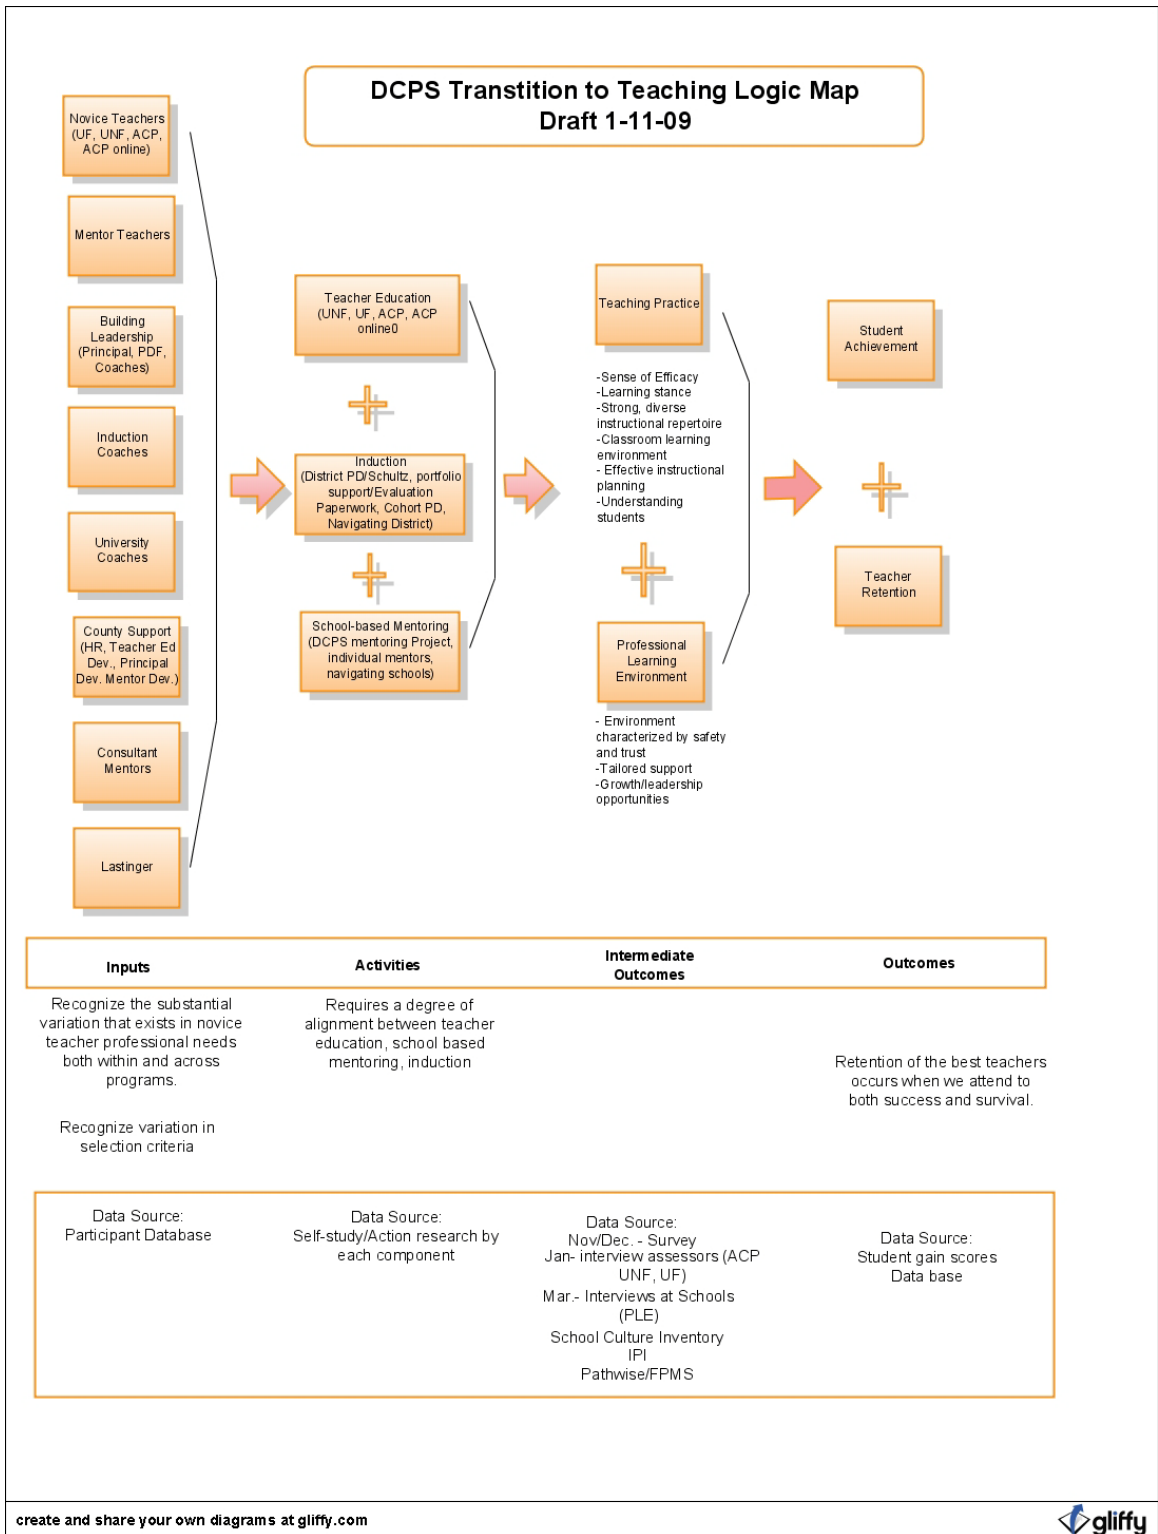 DCPS Transtition to Teaching Logic Map
Draft 1-11-09
Novice Teachers
(UF, UNF, ACP,
ACP online)
Mentor Teachers
Building
Leadership
(Principal, PDF,
Coaches)
Induction
Coaches
University
Coaches
County Support
(HR, Teacher Ed
Dev., Principal
Dev. Mentor Dev.)
Consultant
Mentors
Lastinger
Teacher Education
(UNF, UF, ACP, ACP
online0
Induction
(District PD/Schultz, portfolio
support/Evaluation
Paperwork, Cohort PD,
Navigating District)
School-based Mentoring
(DCPS mentoring Project,
individual mentors,
navigating schools)
Teaching Practice
-Sense of Efficacy
-Learning stance
-Strong, diverse
instructional repertoire
-Classroom learning
environment
- Effective instructional
planning
-Understanding
students
Professional
Learning
Environment
- Environment
characterized by safety
and trust
-Tailored support
-Growth/leadership
opportunities
Student
Achievement
Teacher
Retention
Inputs
Activities
Intermediate
Outcomes
Outcomes
Recognize the substantial
variation that exists in novice
teacher professional needs
both within and across
programs.
Recognize variation in
selection criteria
Requires a degree of
alignment between teacher
education, school based
mentoring, induction
Retention of the best teachers
occurs when we attend to
both success and survival.
Data Source:
Participant Database
Data Source:
Self-study/Action research by
each component
Data Source:
Nov/Dec. - Survey
Jan- interview assessors (ACP
UNF, UF)
Mar.- Interviews at Schools
(PLE)
School Culture Inventory
IPI
Pathwise/FPMS
Data Source:
Student gain scores
Data base
create and share your own diagrams at gliffy.com
gliffy